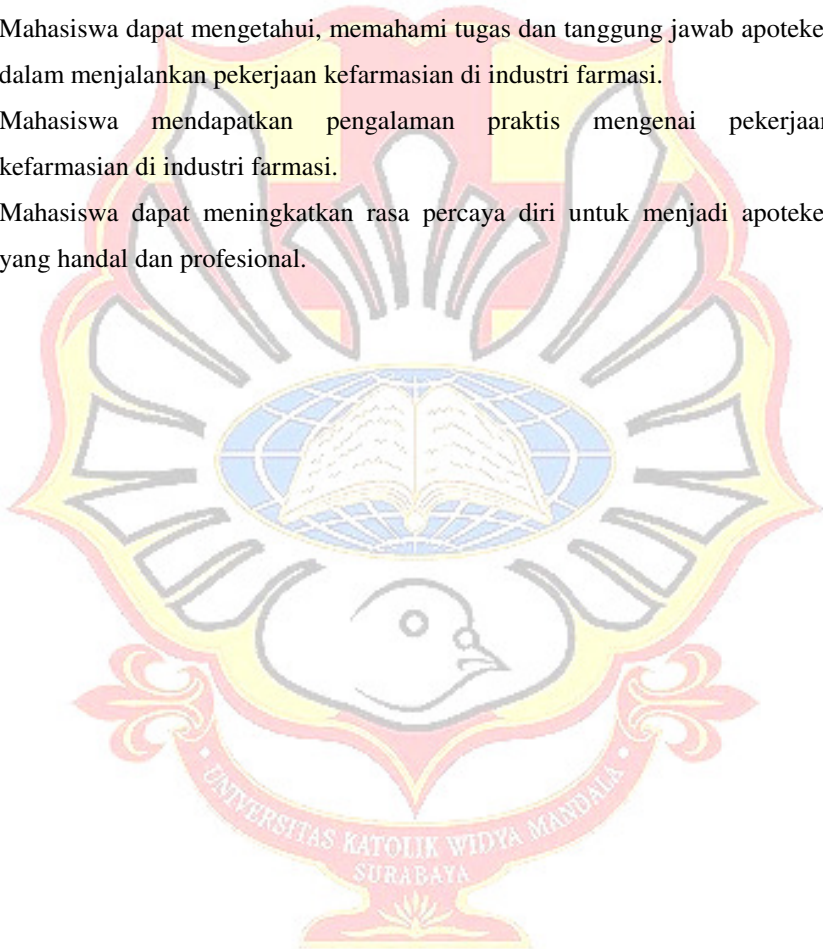 Mahasiswa dapat mengetahui, memahami tugas dan tanggung jawab apoteke
dalam menjalankan pekerjaan kefarmasian di industri farmasi.
Mahasiswa mendapatkan pengalaman praktis mengenai pekerjaan
kefarmasian di industri farmasi.
Mahasiswa dapat meningkatkan rasa percaya diri untuk menjadi apoteke
yang handal dan profesional.
UNIVERSITAS KATOLIK WIDYA MANDALA
SURABAYA